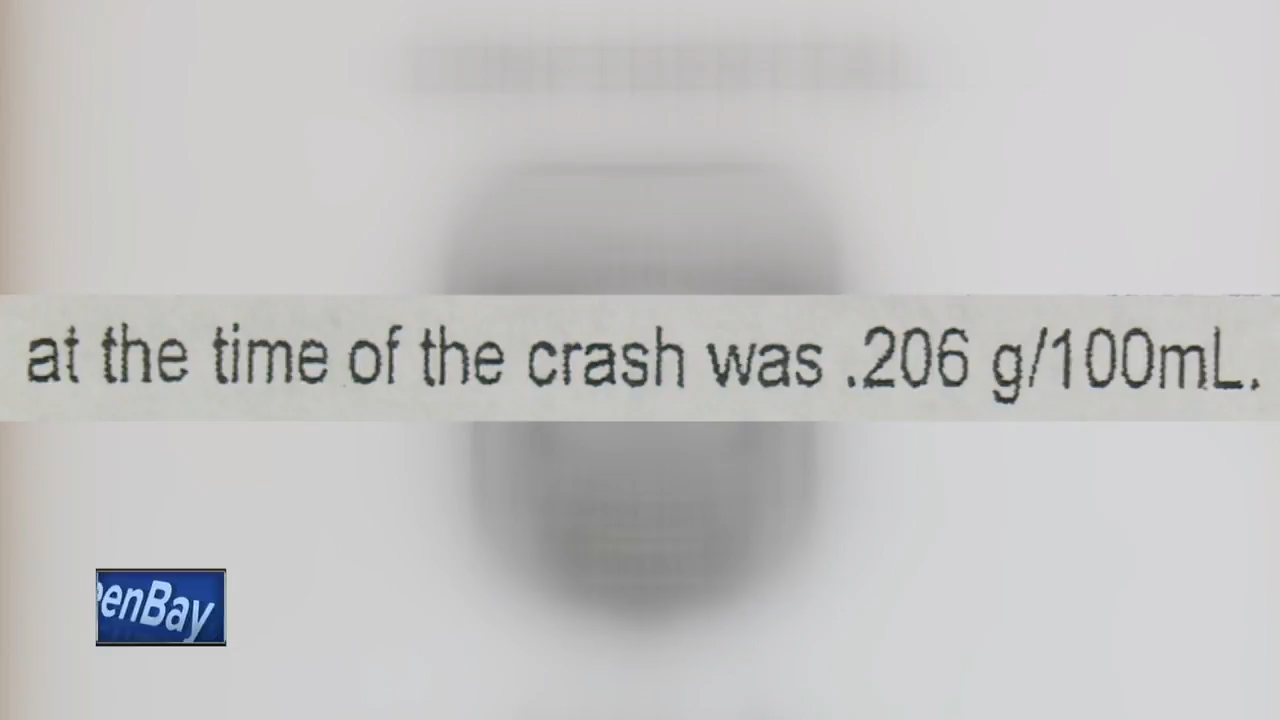 at the time of the crash was .206 g/100mL.
enBay